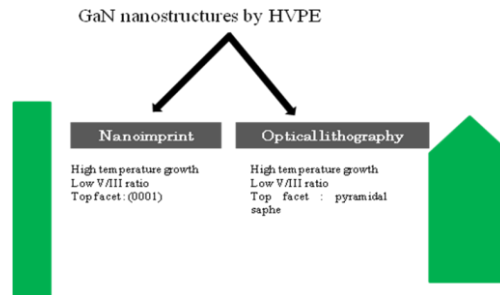 GaN nanostructures by HVPE
Nanoimprint
High temperature growth
Low V/III ratio
Top facet: (0001)
Optical lithography
High temperature growth
Low V/III ratio
Top facet : pyramidal
saphe